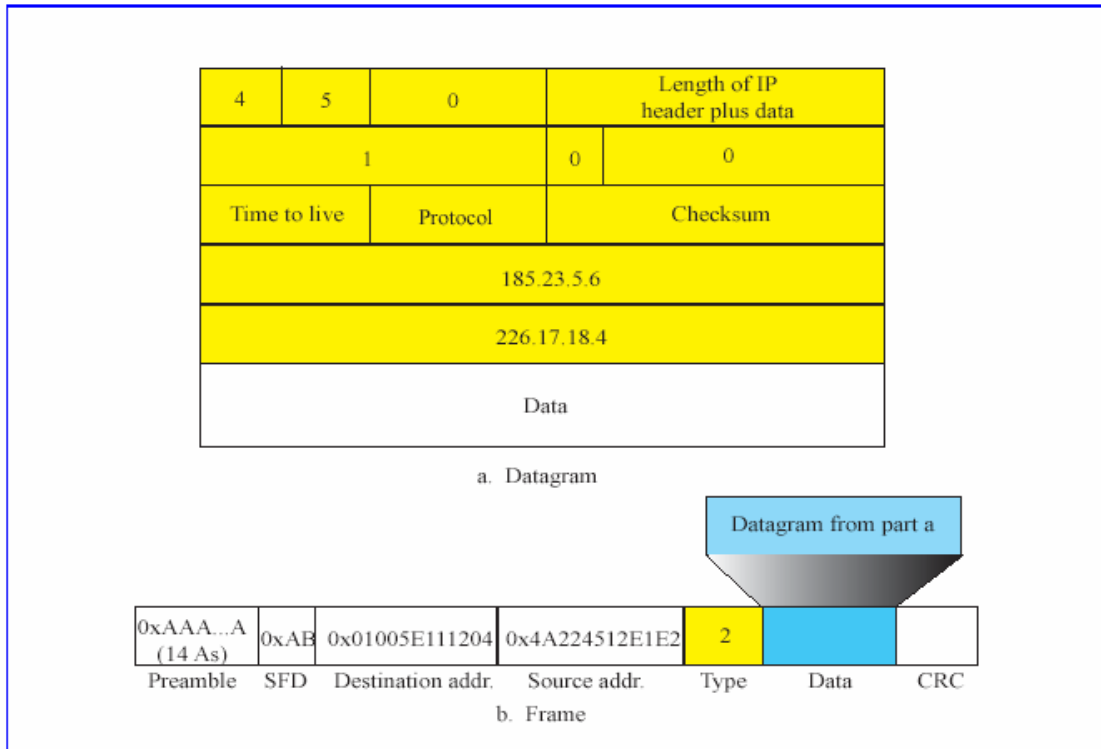 4 5 0 Length of IP
header plus data
1 0 0
Time to live Protocol Checksum
185.23.5.6
226.17.18.4
Data
a. Datagram
Datagram from part a
0xAAA...A
(14 As)
0xAB 0x01005E111204 0x4A224512E1E2 2
Preamble SFD Destination addr. Source addr. Type Data CRC
b. Frame